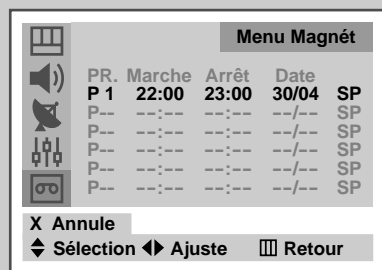 Menu Magnét
PR. Marche Arrêt Date
P 1 22:00 23:00 30/04 SP
P-- --:-- --:-- --/-- SP
P-- --:-- --:-- --/-- SP
P-- --:-- --:-- --/-- SP
P-- --:-- --:-- --/-- SP
P-- --:-- --:-- --/-- SP
X Annule
Sélection Ajuste Retour